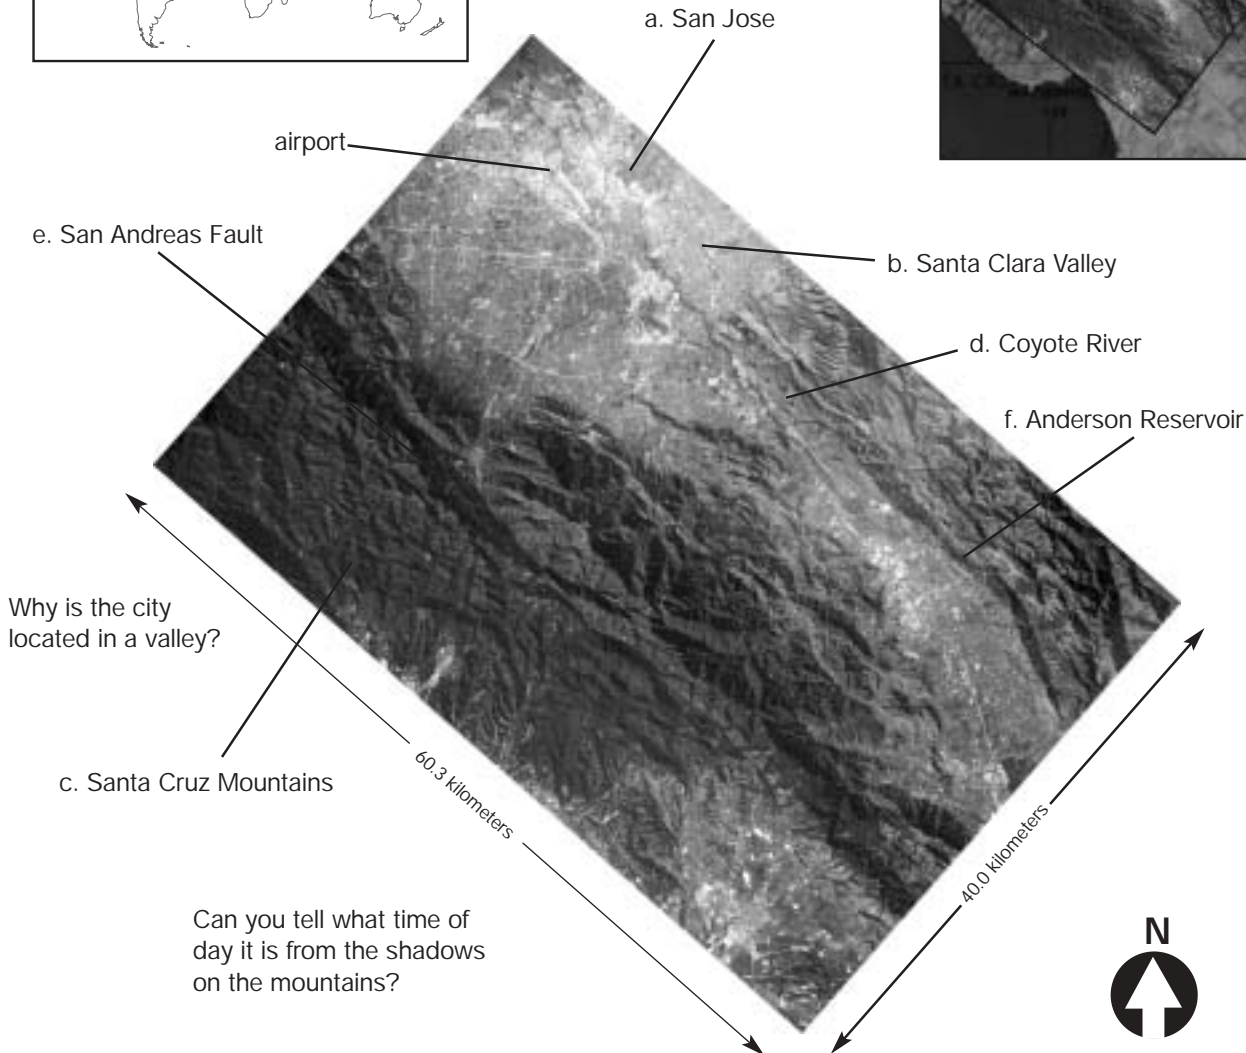 a. San Jose
airport
e. San Andreas Fault
b. Santa Clara Valley
d. Coyote River
f. Anderson Reservoir
Why is the city
located in a valley?
c. Santa Cruz Mountains
60.3 kilometers
40.0 kilometers
Can you tell what time of
day it is from the shadows
on the mountains?
N